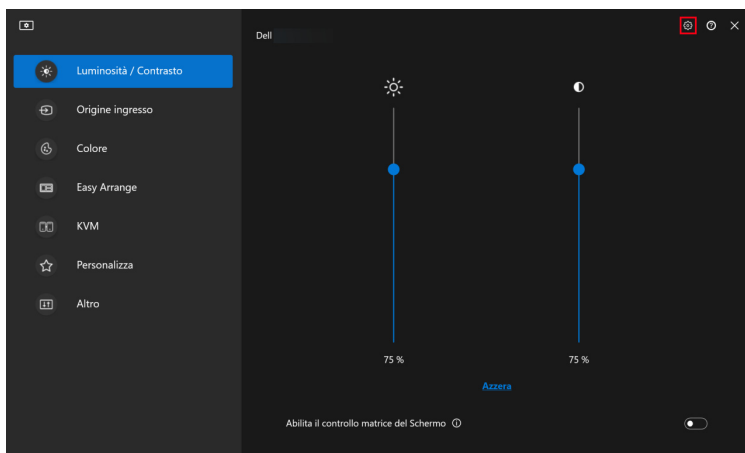 Dell
Luminosità / Contrasto
Origine ingresso
Colore
Easy Arrange
KVM
Personalizza
Altro
75 %
75 %
Azzera
Abilita il controllo matrice del Schermo